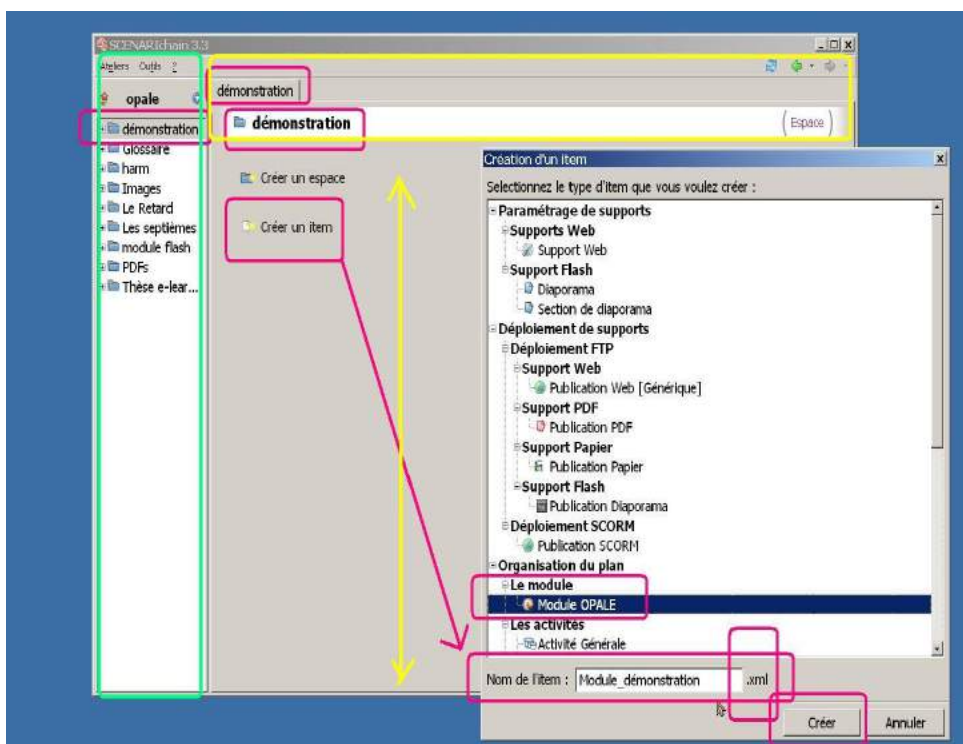 SCENARIchain 3.3
Ateliers Outils ?
opale
démonstration
Glossaire
harm
Images
Le Retard
Les septièmes
module flash
PDFs
Thèse e-lear...
démonstration
démonstration
(Espace)
Créer un espace
Créer un item
Création d'un item
Selectionnez le type d'item que vous voulez créer :
Paramétrage de supports
Supports Web
Support Web
Support Flash
Diaporama
Section de diaporama
Déploiement de supports
Déploiement FTP
Support Web
Publication Web [Générique]
Support PDF
Publication PDF
Support Papier
Publication Papier
Support Flash
Publication Diaporama
Déploiement SCORM
Publication SCORM
Organisation du plan
Le module
Module OPALE
Les activités
Activité Générale
Nom de l'item : Module_démonstration .xml
Créer Annuler